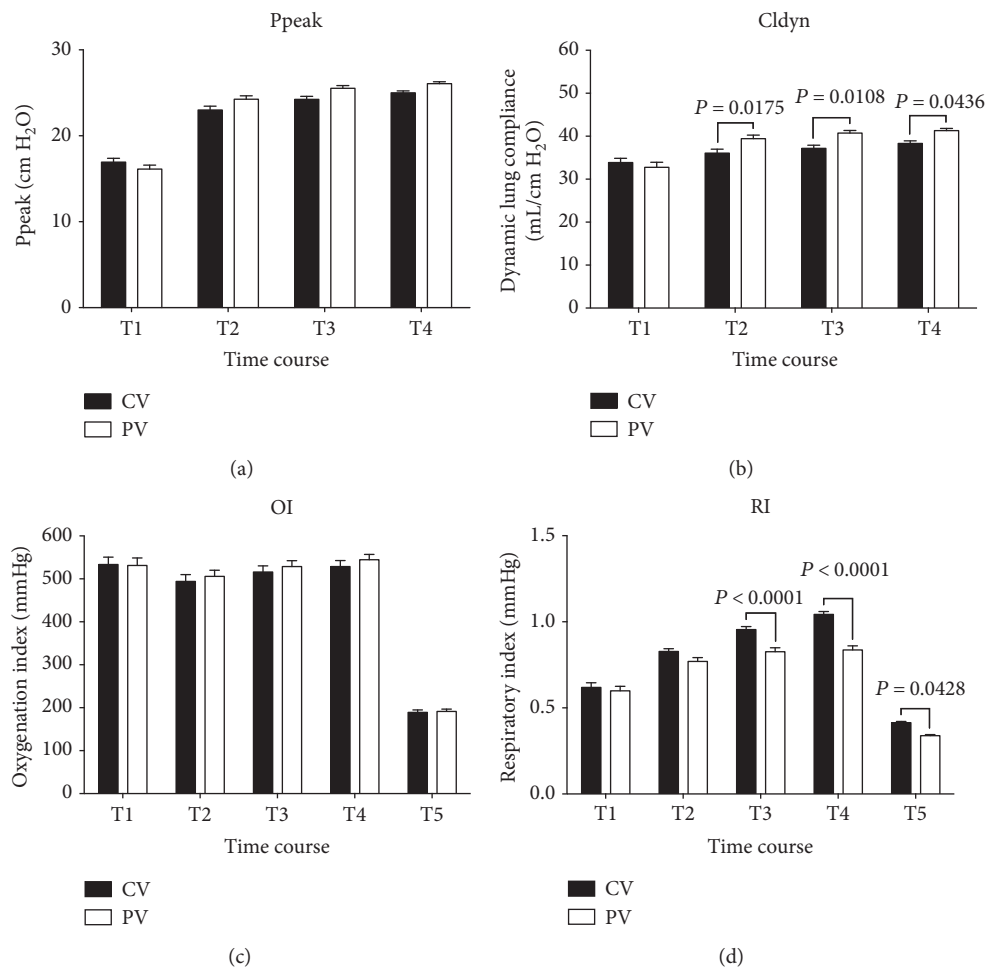 Ppeak
30
20
10
0
Ppeak (cm H₂O)
T1 T2 T3 T4
Time course
CV
PV
(a)
Cldyn
60
50
40
30
20
10
0
Dynamic lung compliance
(mL/cm H₂O)
P = 0.0175
P = 0.0108
P = 0.0436
T1 T2 T3 T4
Time course
CV
PV
(b)
OI
600
500
400
300
200
100
0
Oxygenation index (mmHg)
T1 T2 T3 T4 T5
Time course
CV
PV
(c)
RI
1.5
1.0
0.5
0.0
Respiratory index (mmHg)
P < 0.0001
P < 0.0001
P = 0.0428
T1 T2 T3 T4 T5
Time course
CV
PV
(d)